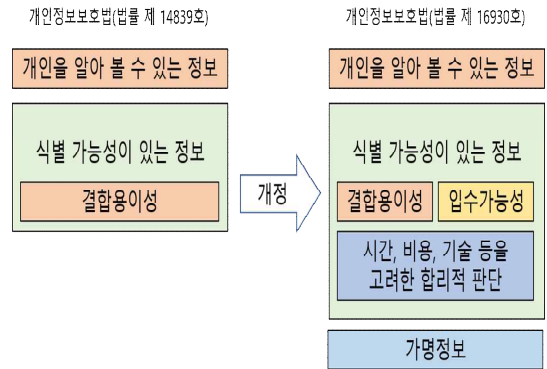 개인정보보호법(법률 제 14839호)
개인을 알아 볼 수 있는 정보
식별 가능성이 있는 정보
결합용이성
개정
개인정보보호법(법률 제 16930호)
개인을 알아 볼 수 있는 정보
식별 가능성이 있는 정보
결합용이성
입수가능성
시간, 비용, 기술 등을
고려한 합리적 판단
가명정보